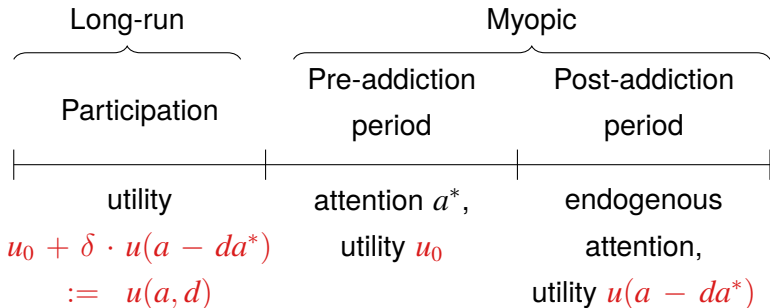 Long-run Myopic
Participation
Pre-addiction period
Post-addiction period
utility
u₀ + δ · u(a − da*)
:= u(a, d)
attention a*,
utility u₀
endogenous
attention,
utility u(a − da*)